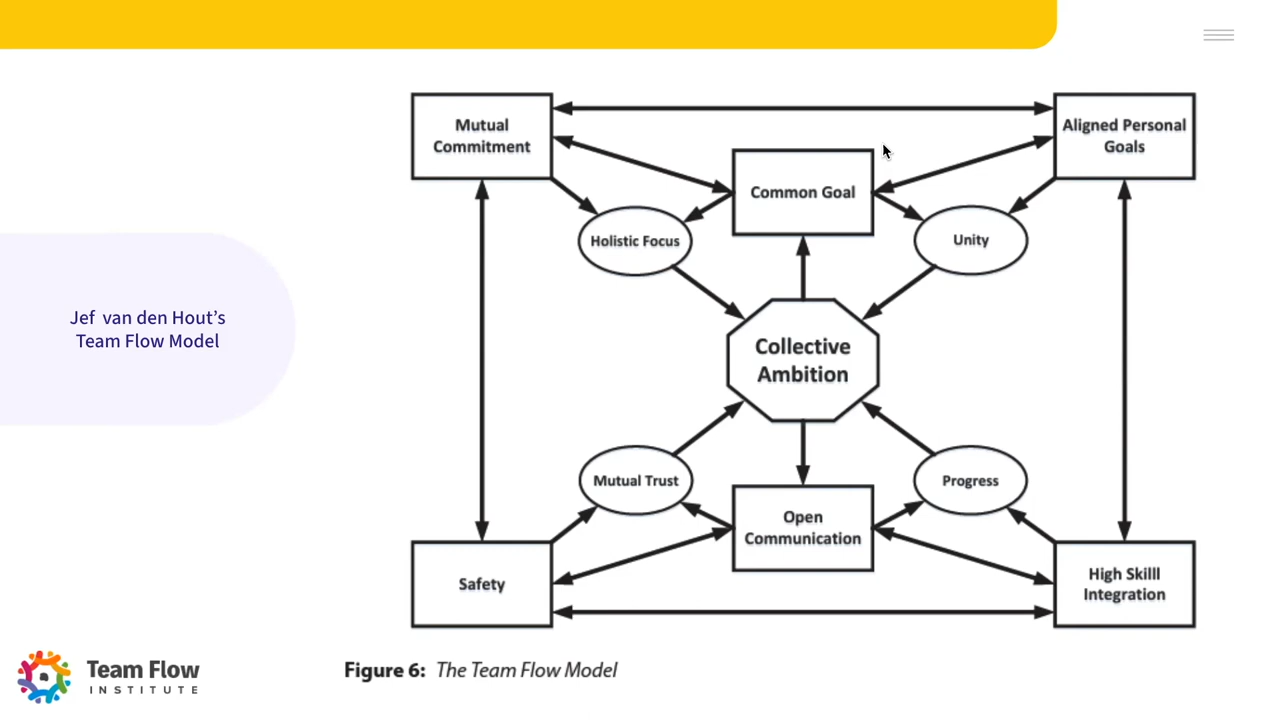 Mutual
Commitment
Aligned Personal
Goals
Common Goal
Holistic Focus
Unity
Jef  van den Hout’s
Team Flow Model
Collective
Ambition
Mutual Trust
Progress
Open
Communication
Safety
High Skilll
Integration
Team Flow
INSTITUTE
Figure 6:  The Team Flow Model